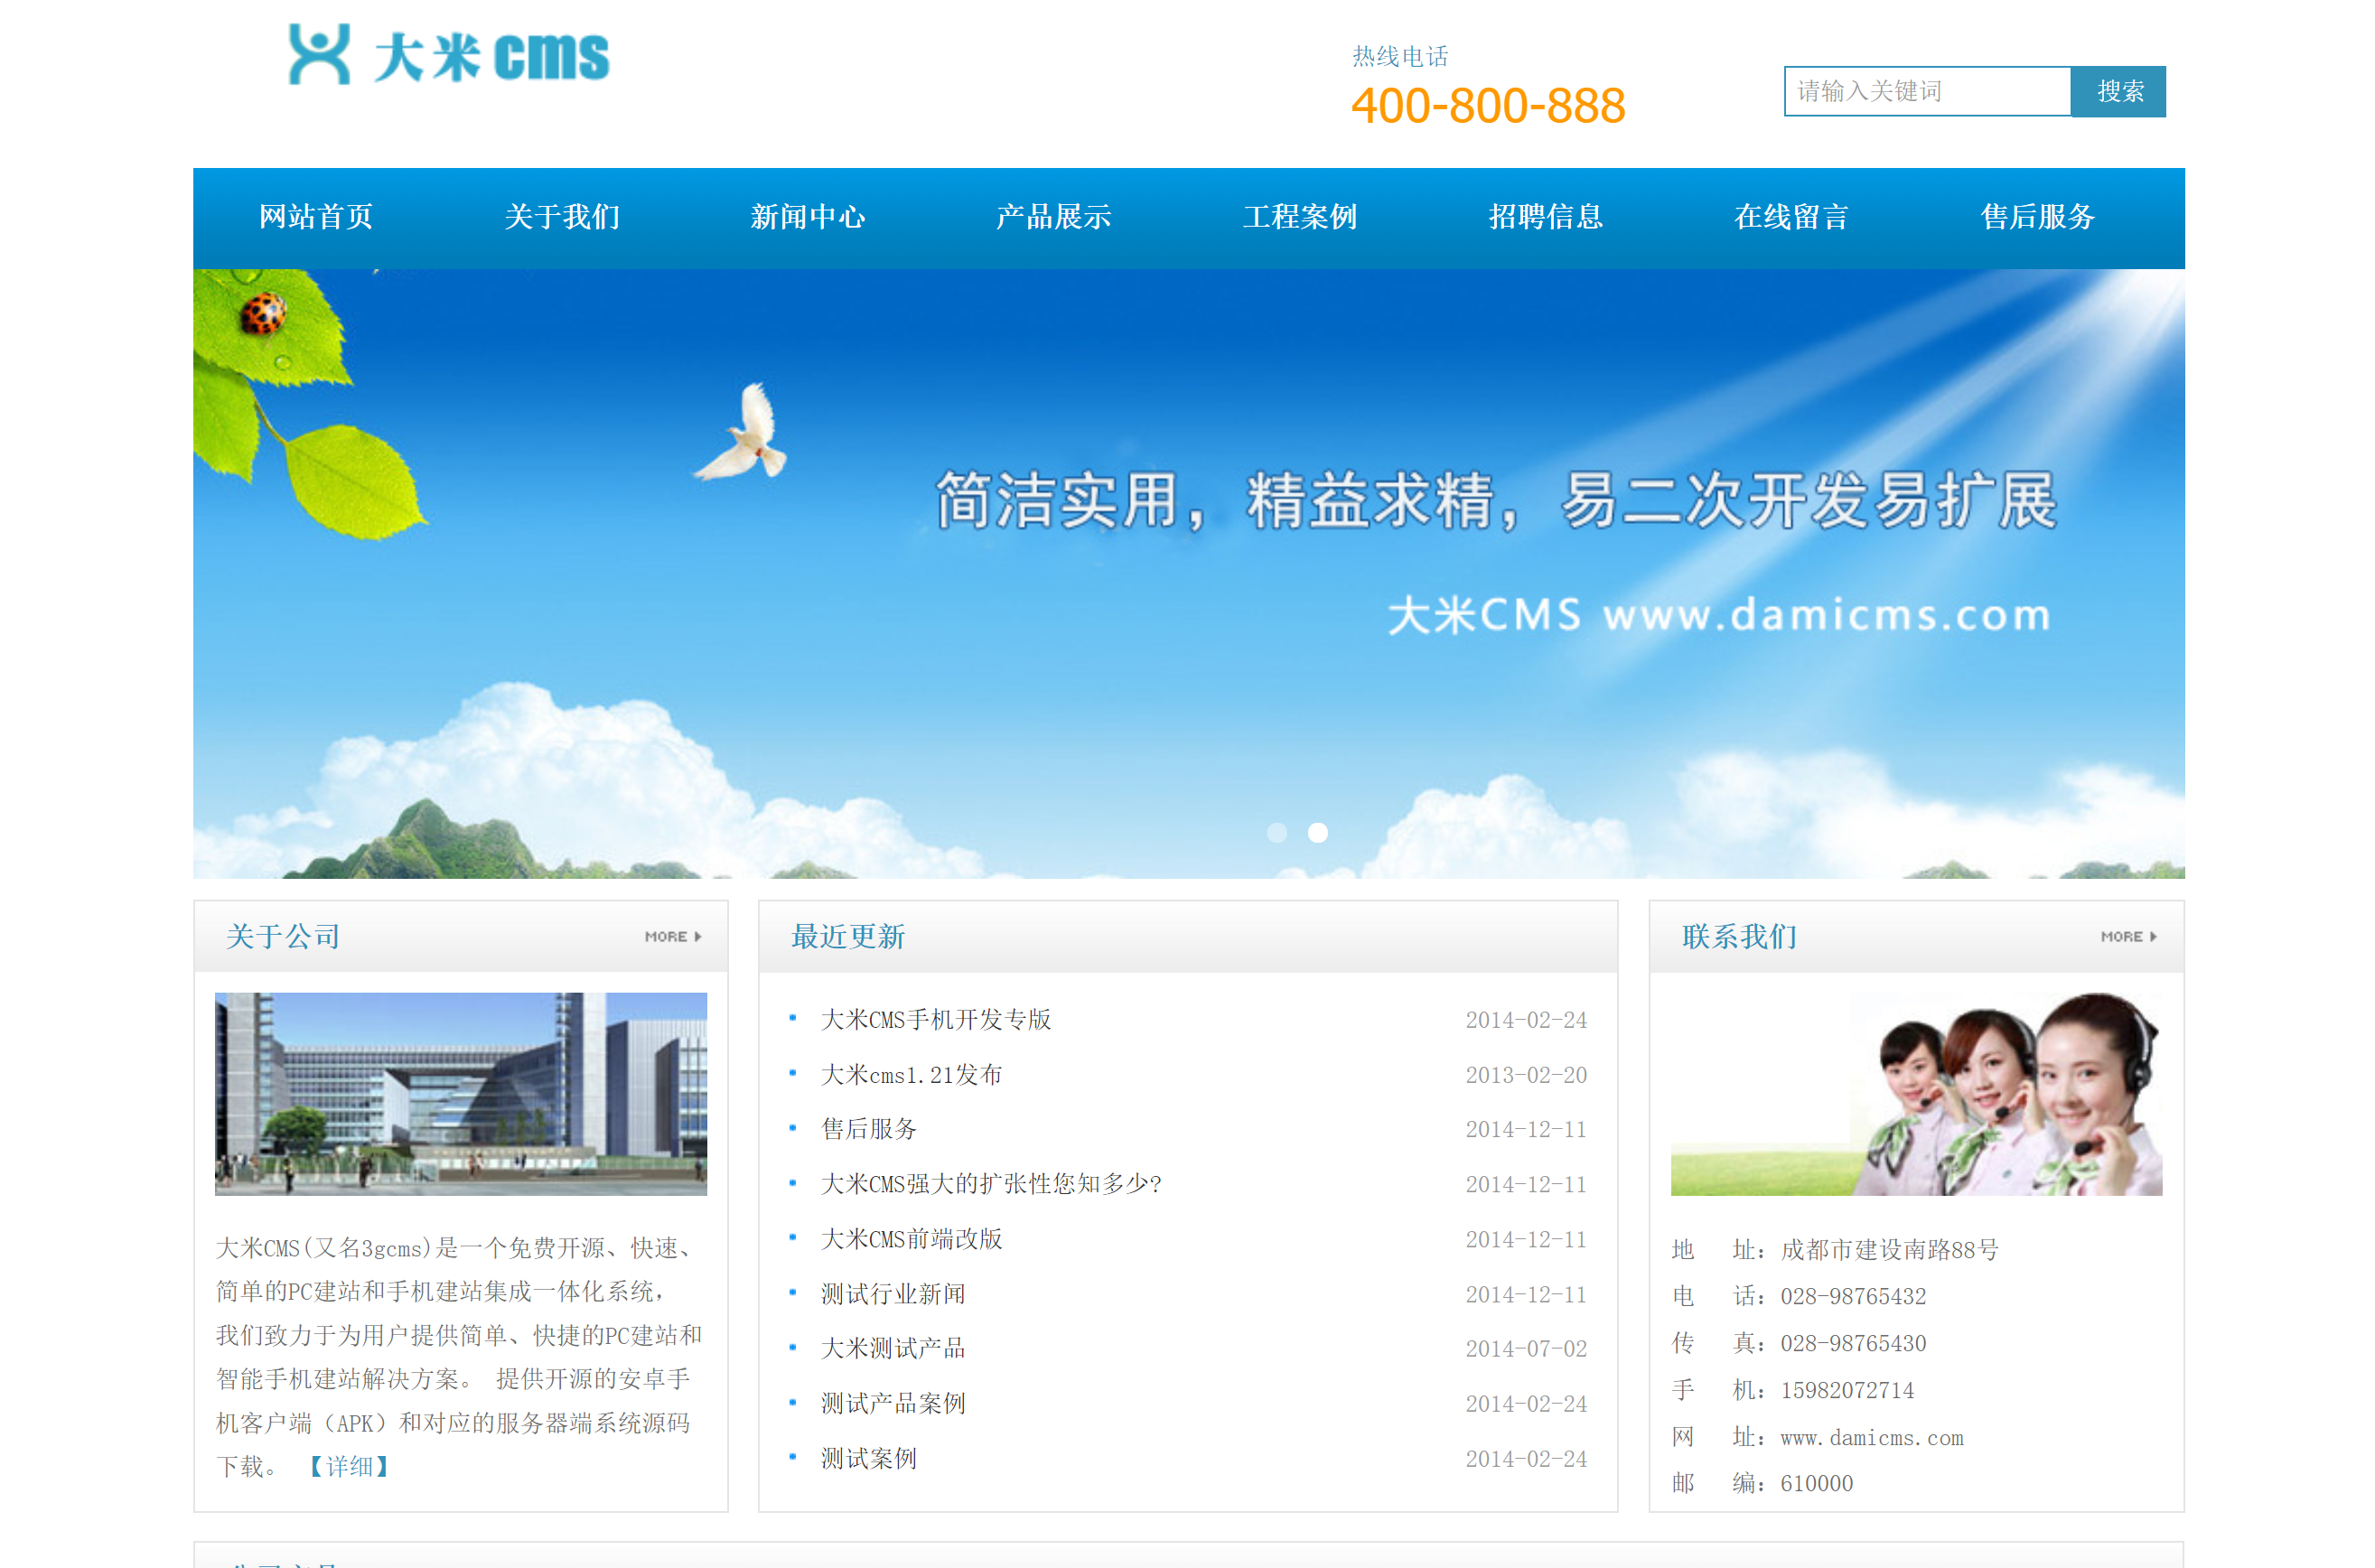 大米cms
热线电话
400-800-888
请输入关键词 搜索
网站首页 关于我们 新闻中心 产品展示 工程案例 招聘信息 在线留言 售后服务
简洁实用，精益求精，易二次开发易扩展
大米CMS www.damicms.com
关于公司 MORE
大米CMS(又名3gcms)是一个免费开源、快速、
简单的PC建站和手机建站集成一体化系统，
我们致力于为用户提供简单、快捷的PC建站和
智能手机建站解决方案。 提供开源的安卓手
机客户端（APK）和对应的服务器端系统源码
下载。 【详细】
最近更新
大米CMS手机开发专版 2014-02-24
大米cms1.21发布 2013-02-20
售后服务 2014-12-11
大米CMS强大的扩张性您知多少? 2014-12-11
大米CMS前端改版 2014-12-11
测试行业新闻 2014-12-11
大米测试产品 2014-07-02
测试产品案例 2014-02-24
测试案例 2014-02-24
联系我们 MORE
地 址：成都市建设南路88号
电 话：028-98765432
传 真：028-98765430
手 机：15982072714
网 址：www.damicms.com
邮 编：610000